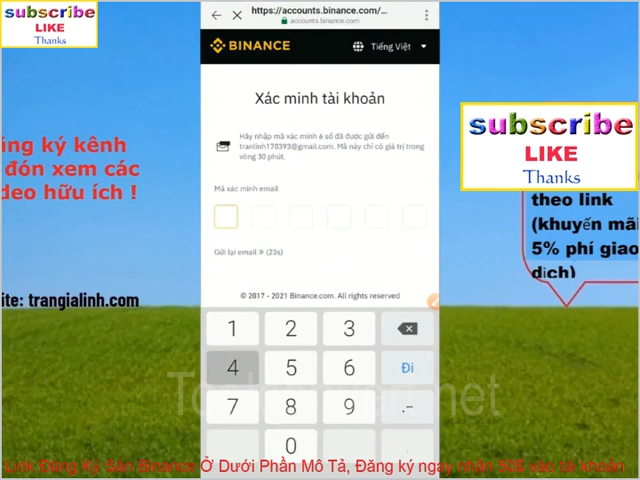 subscribe
LIKE
Thanks
https://accounts.binance.com/...
accounts.binance.com
BINANCE
Tiếng Việt
Xác minh tài khoản
Hãy nhập mã xác minh 6 số đã được gửi đến
tranlinh170393@gmail.com. Mã này chỉ có giá trị trong
vòng 30 phút.
Mã xác minh email
Gửi lại email » (23s)
© 2017 - 2021 Binance.com. All rights reserved
1 2 3
4 5 6 Đi
7 8 9 .-
0
ăng ký kênh
đón xem các
deo hữu ích !
ite: trangialinh.com
subscribe
LIKE
Thanks
theo link
(khuyến mãi
5% phí giao
dịch)
.net
Link Đăng Ký Sàn Binance Ở Dưới Phần Mô Tả, Đăng ký ngay nhận 50$ vào tài khoản